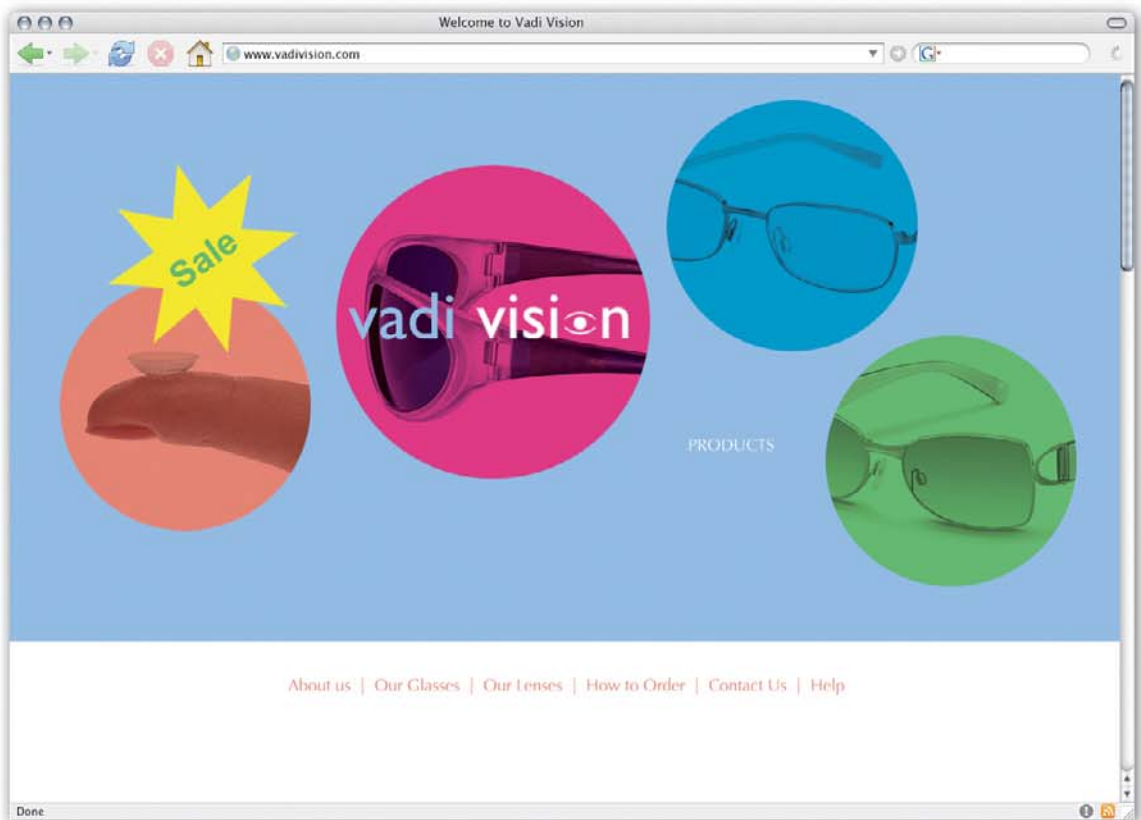 Welcome to Vadi Vision
www.vadivision.com
G
Sale
vadi vision
PRODUCTS
About us | Our Glasses | Our Lenses | How to Order | Contact Us | Help
Done